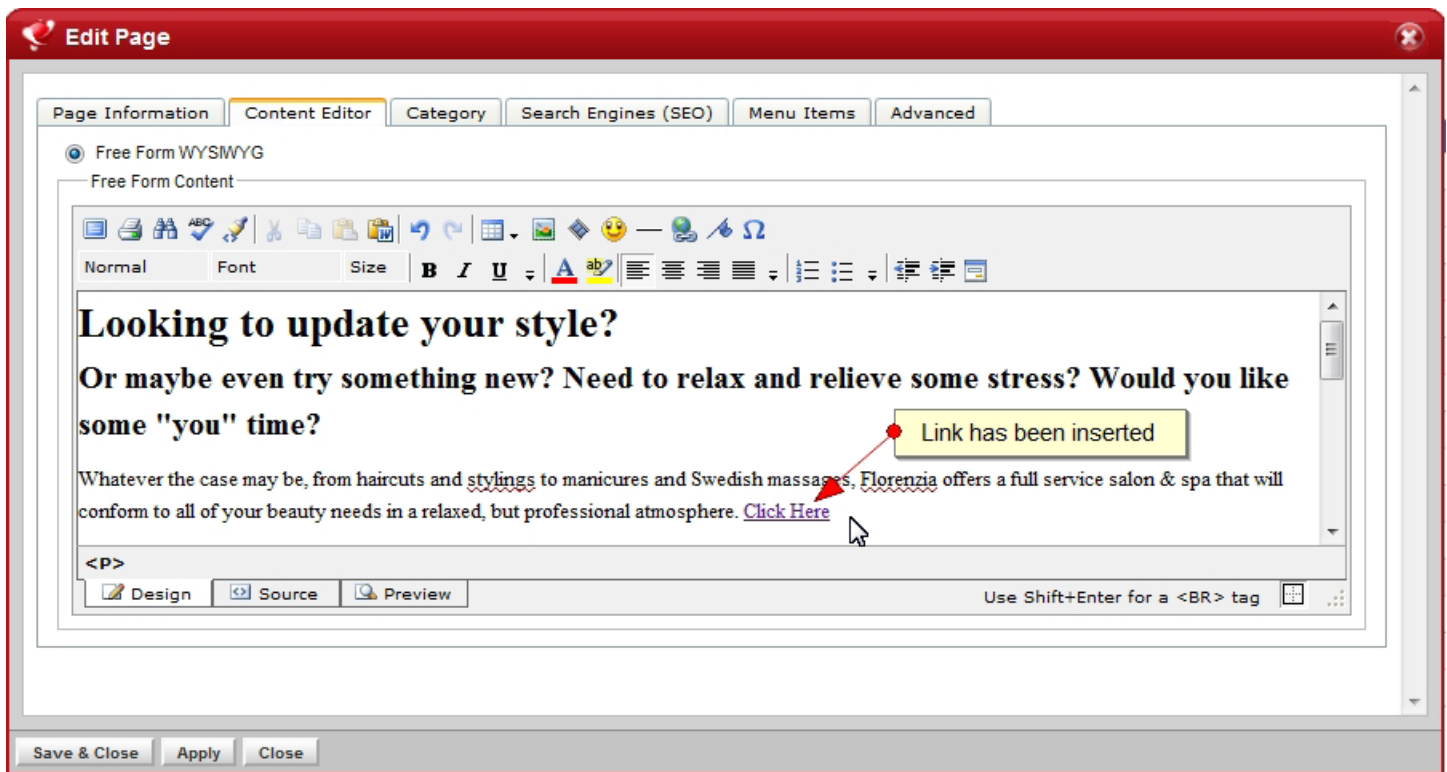 Edit Page
Page Information Content Editor Category Search Engines (SEO) Menu Items Advanced
Free Form WYSIWYG
Free Form Content
ABC W Ω
Normal Font Size B I U A ab
Looking to update your style?
Or maybe even try something new? Need to relax and relieve some stress? Would you like
some "you" time?
Link has been inserted
Whatever the case may be, from haircuts and stylings to manicures and Swedish massages, Florenzia offers a full service salon & spa that will
conform to all of your beauty needs in a relaxed, but professional atmosphere. Click Here
<P>
Design Source Preview Use Shift+Enter for a <BR> tag
Save & Close Apply Close